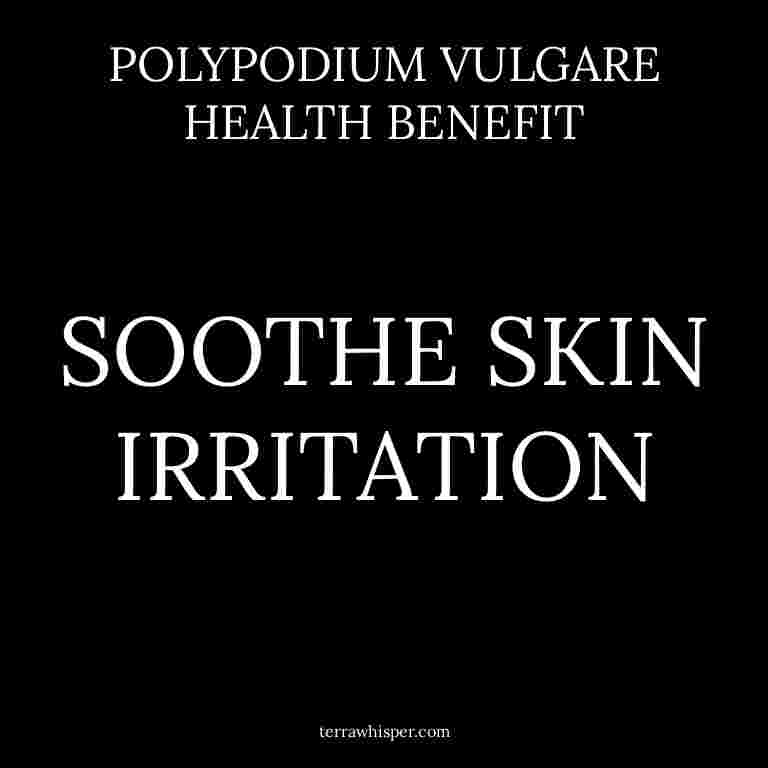 POLYPODIUM VULGARE
HEALTH BENEFIT
SOOTHE SKIN
IRRITATION
terrawhisper.com